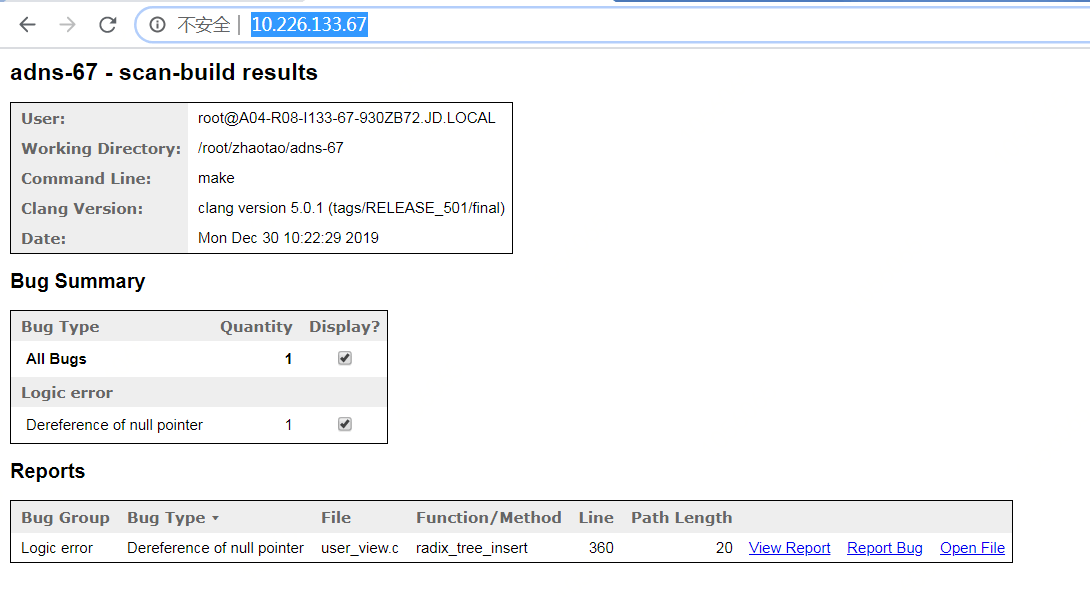 不安全 | 10.226.133.67
adns-67 - scan-build results
User: root@A04-R08-I133-67-930ZB72.JD.LOCAL
Working Directory: /root/zhaotao/adns-67
Command Line: make
Clang Version: clang version 5.0.1 (tags/RELEASE_501/final)
Date: Mon Dec 30 10:22:29 2019
Bug Summary
Bug Type Quantity Display?
All Bugs 1
Logic error
Dereference of null pointer 1
Reports
Bug Group Bug Type File Function/Method Line Path Length
Logic error Dereference of null pointer user_view.c radix_tree_insert 360 20 View Report Report Bug Open File